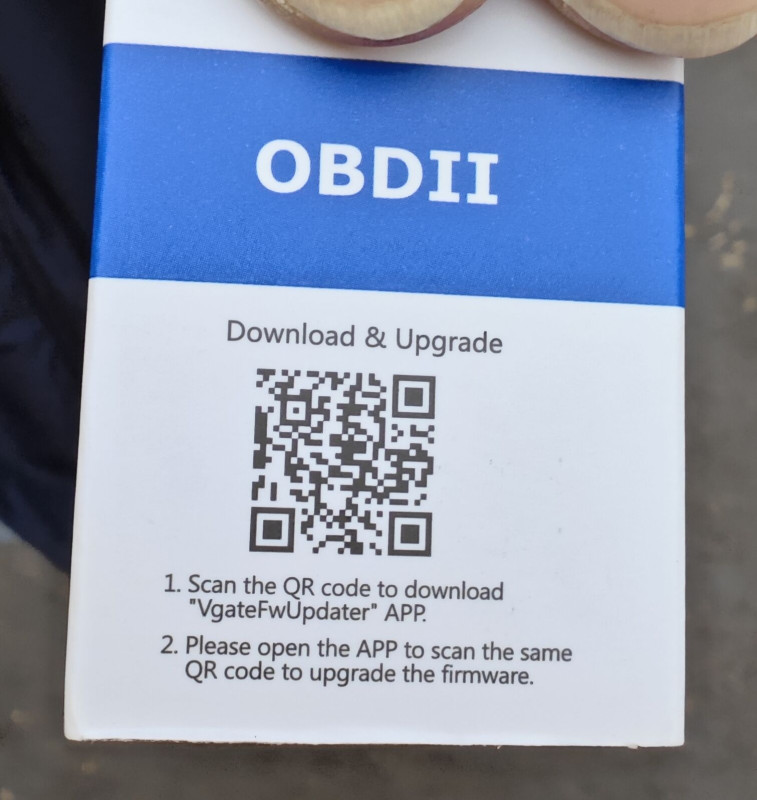 OBDII
Download & Upgrade
1. Scan the QR code to download
"VgateFwUpdater" APP.
2. Please open the APP to scan the same
QR code to upgrade the firmware.